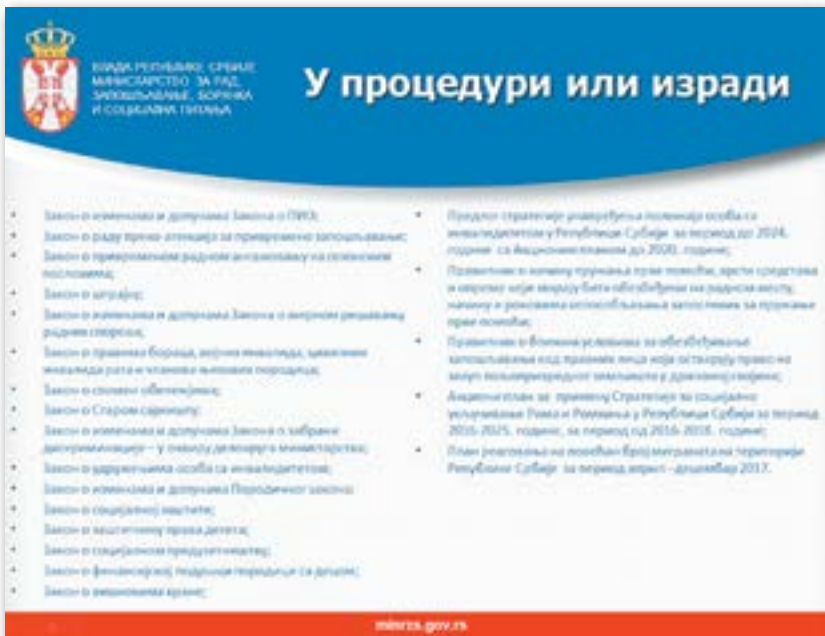 ВЛАДА РЕПУБЛИКЕ СРБИЈЕ
МИНИСТАРСТВО ЗА РАД,
ЗАПОШЉАВАЊЕ, БОРАЧКА
И СОЦИЈАЛНА ПИТАЊА
У процедури или изради
Закон о изменама и допунама Закона о ПИО;
Закон о раду преко агенција за привремено запошљавање;
Закон о привременом радном ангажовању на сезонским
пословима;
Закон о штрајку;
Закон о изменама и допунама Закона о мирном решавању
радних спорова;
Закон о правима бораца, војних инвалида, цивилних
инвалида рата и чланова њихових породица;
Закон о спомен обележјима;
Закон о Старом сајмишту;
Закон о изменама и допунама Закона о забрани
дискриминације – у оквиру делокруга министарства;
Закон о удружењима особа са инвалидитетом;
Закон о изменама и допунама Породичног закона
Закон о социјалној заштити;
Закон о заштитнику права детета;
Закон о социјалном предузетништву;
Закон о финансијској подршци породици са децом;
Закон о вишковима хране;
Предлог стратегије унапређења положаја особа са
инвалидитетом у Републици Србији за период до 2024.
године са Акционим планом до 2020. године;
Правилник о начину пружања прве помоћи, врсти средстава
и опреме које морају бити обезбеђени на радном месту,
начину и роковима оспособљавања запослених за пружање
прве помоћи;
Правилник о ближим условима за обезбеђивање
запошљавања код правних лица која остварују право на
закуп пољопривредног земљишта у државној својини;
Акциони план за примену Стратегије за социјално
укључивање Рома и Ромкиња у Републици Србији за период
2016-2025. године, за период од 2016-2018. године;
План реаговања на повећан број миграната на територији
Републике Србије за период април - децембар 2017.
minrzs.gov.rs